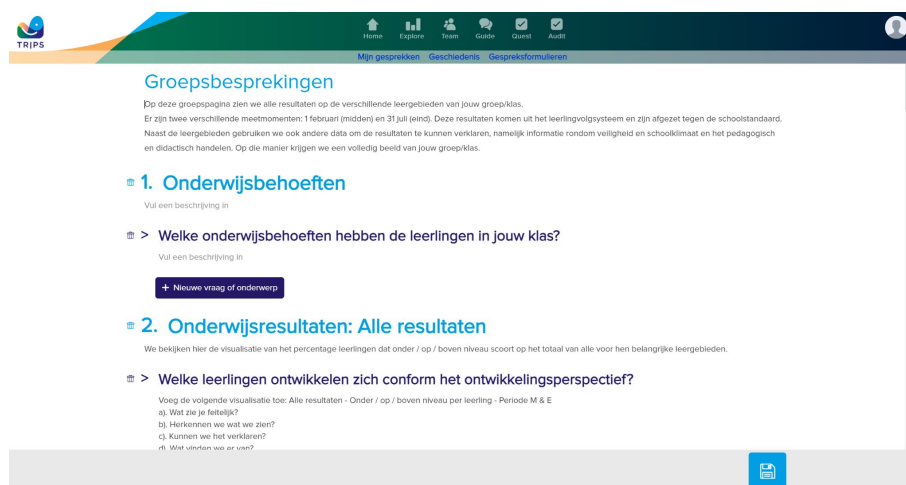 TRIPS
Home Explore Team Guide Quest Audit
Mijn gesprekken Geschiedenis Gespreksformulieren
Groepsbesprekingen
Op deze groepspagina zien we alle resultaten op de verschillende leergebieden van jouw groep/klas.
Er zijn twee verschillende meetmomenten: 1 februari (midden) en 31 juli (eind). Deze resultaten komen uit het leerlingvolgsysteem en zijn afgezet tegen de schoolstandaard.
Naast de leergebieden gebruiken we ook andere data om de resultaten te kunnen verklaren, namelijk informatie rondom veiligheid en schoolklimaat en het pedagogisch
en didactisch handelen. Op die manier krijgen we een volledig beeld van jouw groep/klas.
1. Onderwijsbehoeften
Vul een beschrijving in
> Welke onderwijsbehoeften hebben de leerlingen in jouw klas?
Vul een beschrijving in
+ Nieuwe vraag of onderwerp
2. Onderwijsresultaten: Alle resultaten
We bekijken hier de visualisatie van het percentage leerlingen dat onder / op / boven niveau scoort op het totaal van alle voor hen belangrijke leergebieden.
> Welke leerlingen ontwikkelen zich conform het ontwikkelingsperspectief?
Voeg de volgende visualisatie toe: Alle resultaten - Onder / op / boven niveau per leerling - Periode M & E
a). Wat zie je feitelijk?
b). Herkennen we wat we zien?
c). Kunnen we het verklaren?
d). Wat vinden we er van?